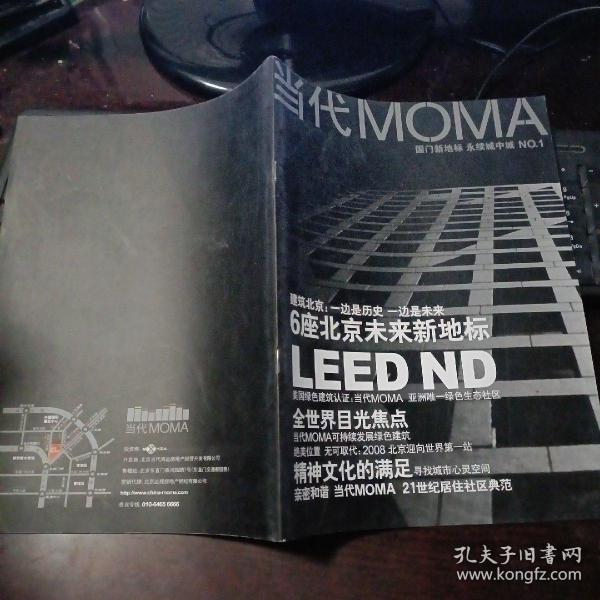 当代MOMA
国门新地标 永续城中城 NO.1
建筑北京：一边是历史 一边是未来
6座北京未来新地标
LEED ND
美国绿色建筑认证：当代MOMA 亚洲唯一绿色生态社区
全世界目光焦点
当代MOMA可持续发展绿色建筑
绝美位置 无可取代：2008 北京迎向世界第一站
精神文化的满足 寻找城市心灵空间
亲密和谐 当代MOMA 21世纪居住社区典范
当代MOMA
http://www.china-moma.com
010-6465 6666
孔夫子旧书网
www.kongfz.com